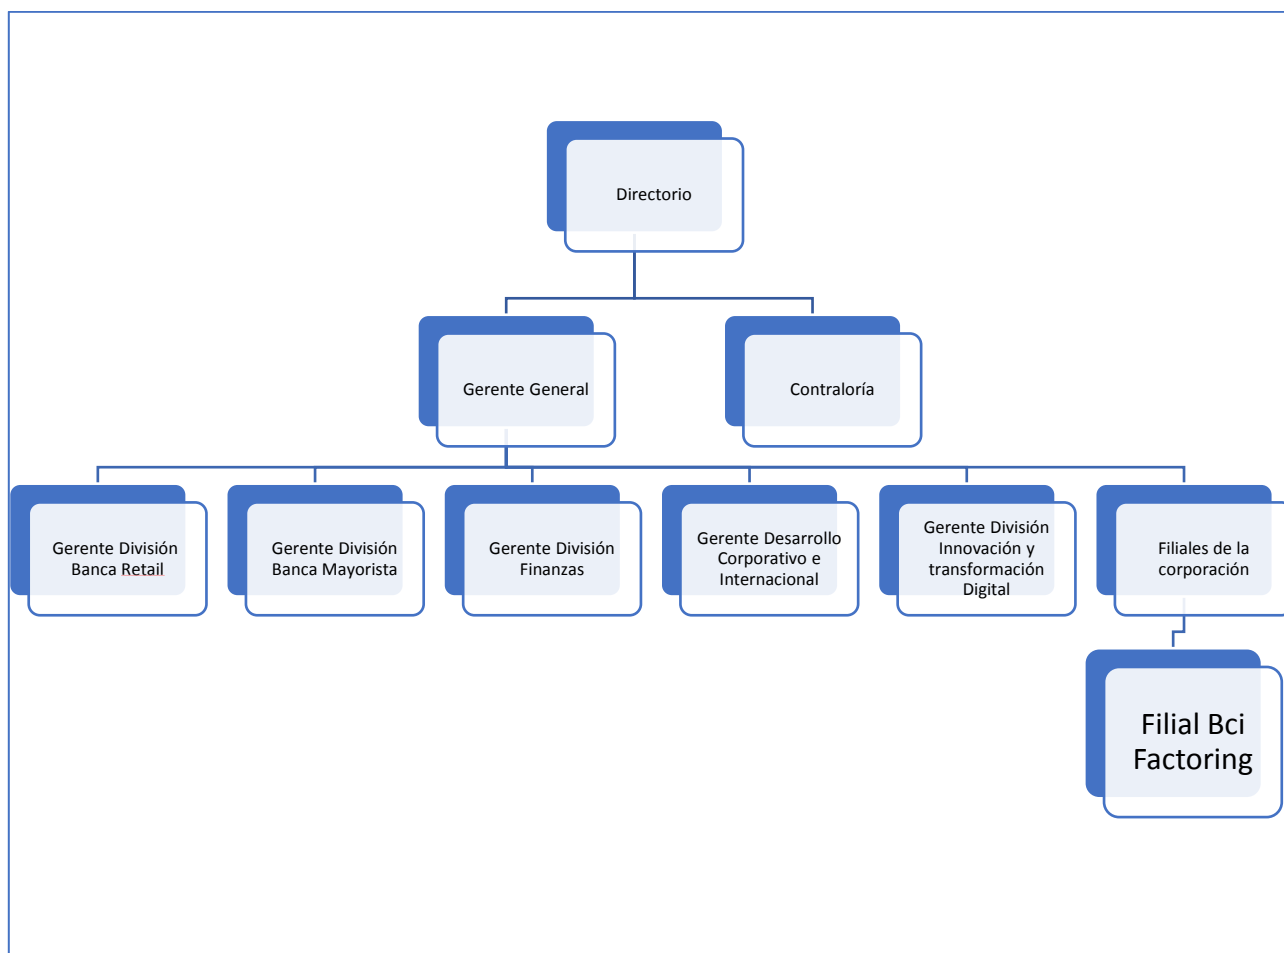 Directorio
Gerente General
Contraloría
Gerente División
Banca Retail
Gerente División
Banca Mayorista
Gerente División
Finanzas
Gerente Desarrollo
Corporativo e
Internacional
Gerente División
Innovación y
transformación
Digital
Filiales de la
corporación
Filial Bci
Factoring